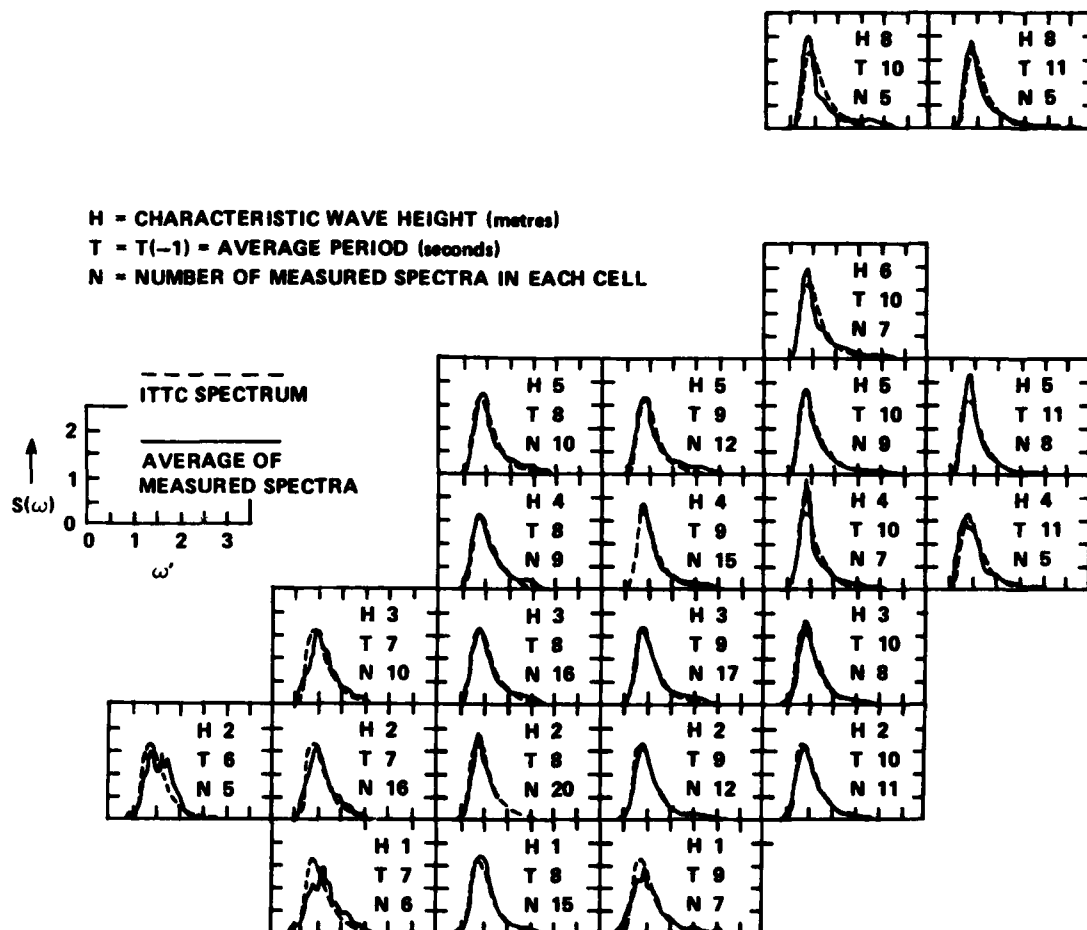 H 8
T 10
N 5
H 8
T 11
N 5
H = CHARACTERISTIC WAVE HEIGHT (metres)
T = T(−1) = AVERAGE PERIOD (seconds)
N = NUMBER OF MEASURED SPECTRA IN EACH CELL
H 6
T 10
N 7
ITTC SPECTRUM
AVERAGE OF
MEASURED SPECTRA
S(ω)
2
1
0
0 1 2 3
ω′
H 5
T 8
N 10
H 5
T 9
N 12
H 5
T 10
N 9
H 5
T 11
N 8
H 4
T 8
N 9
H 4
T 9
N 15
H 4
T 10
N 7
H 4
T 11
N 5
H 3
T 7
N 10
H 3
T 8
N 16
H 3
T 9
N 17
H 3
T 10
N 8
H 2
T 6
N 5
H 2
T 7
N 16
H 2
T 8
N 20
H 2
T 9
N 12
H 2
T 10
N 11
H 1
T 7
N 6
H 1
T 8
N 15
H 1
T 9
N 7